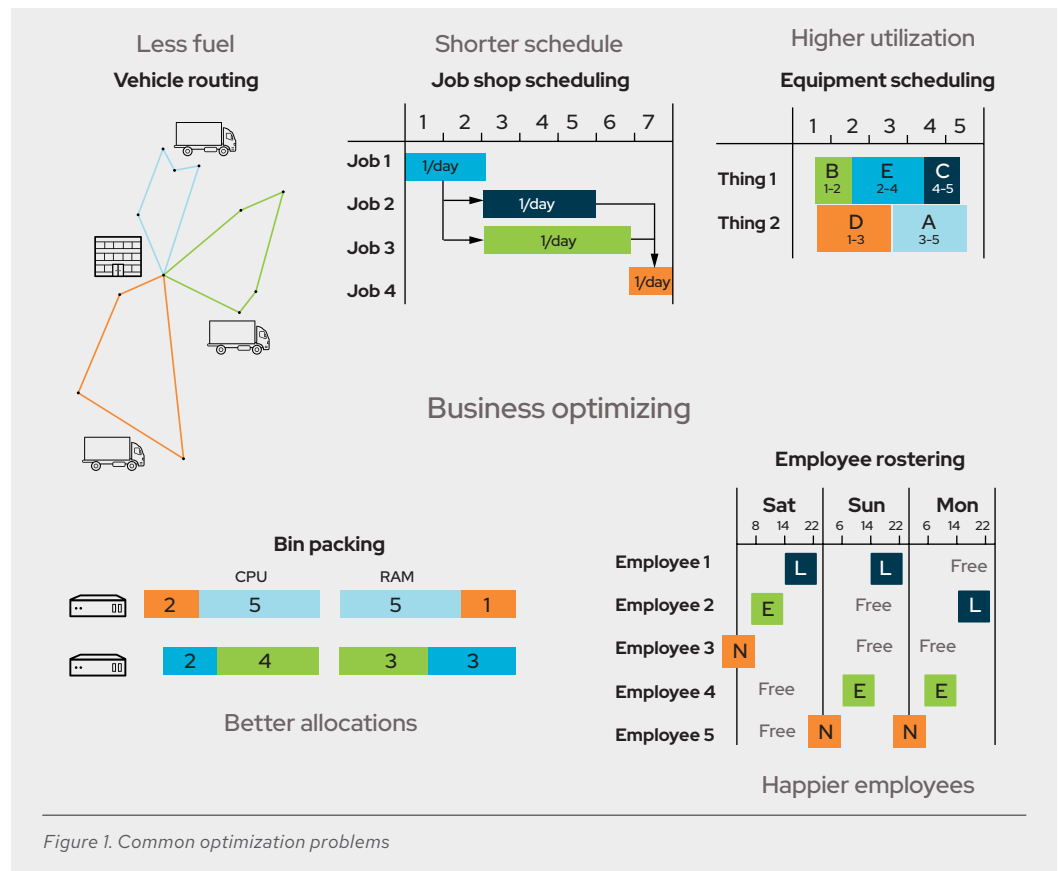 Less fuel
Vehicle routing
Shorter schedule
Job shop scheduling
1 2 3 4 5 6 7
Job 1 1/day
Job 2 1/day
Job 3 1/day
Job 4 1/day
Higher utilization
Equipment scheduling
1 2 3 4 5
Thing 1 B E C
1-2 2-4 4-5
Thing 2 D A
1-3 3-5
Business optimizing
Bin packing
CPU RAM
2 5 5 1
2 4 3 3
Better allocations
Employee rostering
Sat Sun Mon
8 14 22 6 14 22 6 14 22
Employee 1 L L Free
Employee 2 E Free L
Employee 3 N Free Free
Employee 4 Free E E
Employee 5 Free N N
Happier employees
Figure 1. Common optimization problems